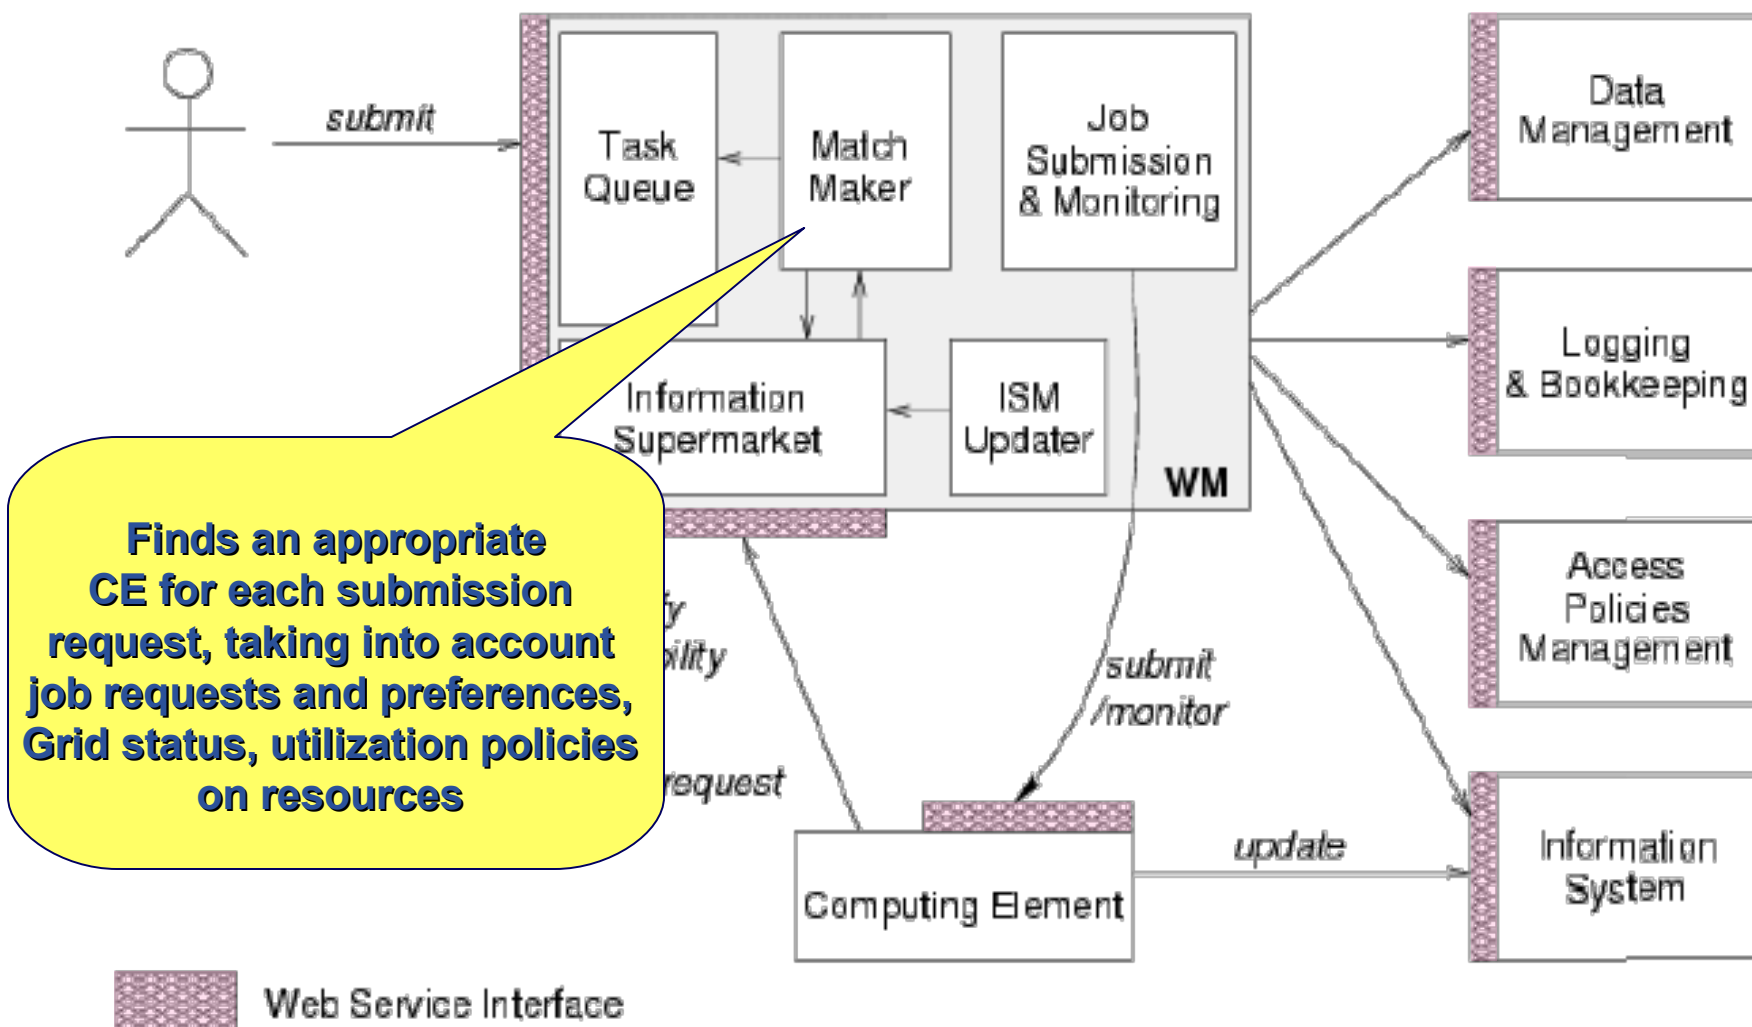 submit
Task
Queue
Match
Maker
Job
Submission
& Monitoring
Data
Management
Logging
& Bookkeeping
Information
Supermarket
ISM
Updater
WM
Finds an appropriate
CE for each submission
request, taking into account
job requests and preferences,
Grid status, utilization policies
on resources
request
submit
/monitor
Access
Policies
Management
Computing Element
update
Information
System
Web Service Interface